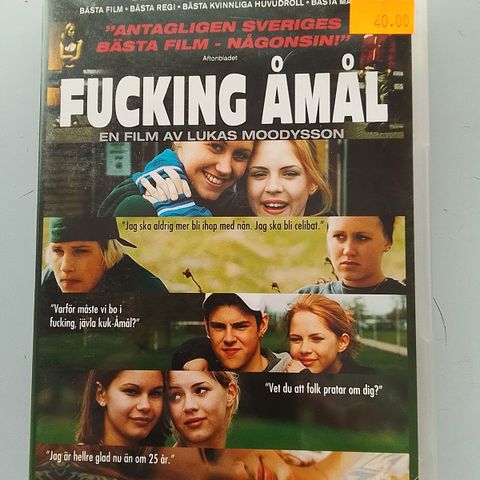 BÄSTA FILM • BÄSTA REGI • BÄSTA KVINNLIGA HUVUDROLL • BÄSTA
40.00
"ANTAGLIGEN SVERIGES
BÄSTA FILM - NÅGONSIN!"
Aftonbladet
FUCKING ÅMÅL
EN FILM AV LUKAS MOODYSSON
"Jag ska aldrig mer bli ihop med nån. Jag ska bli celibat."
"Varför måste vi bo i
fucking, jävla kuk-Åmål?"
"Vet du att folk pratar om dig?"
"Jag är hellre glad nu än om 25 år."